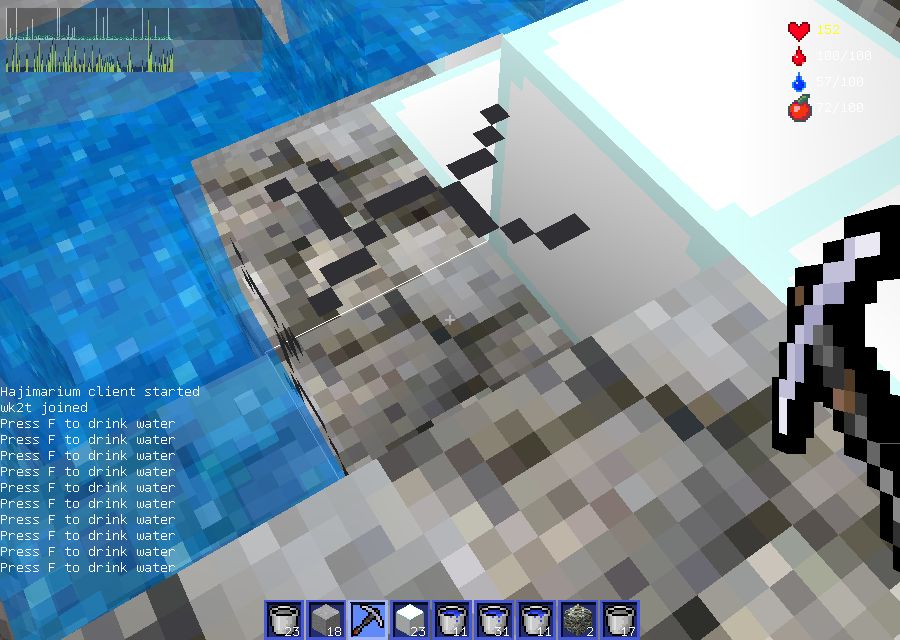 152
100/100
57/100
72/100
Hajimarium client started
wk2t joined
Press F to drink water
Press F to drink water
Press F to drink water
Press F to drink water
Press F to drink water
Press F to drink water
Press F to drink water
Press F to drink water
Press F to drink water
Press F to drink water
23 18 23 11 31 11 2 17